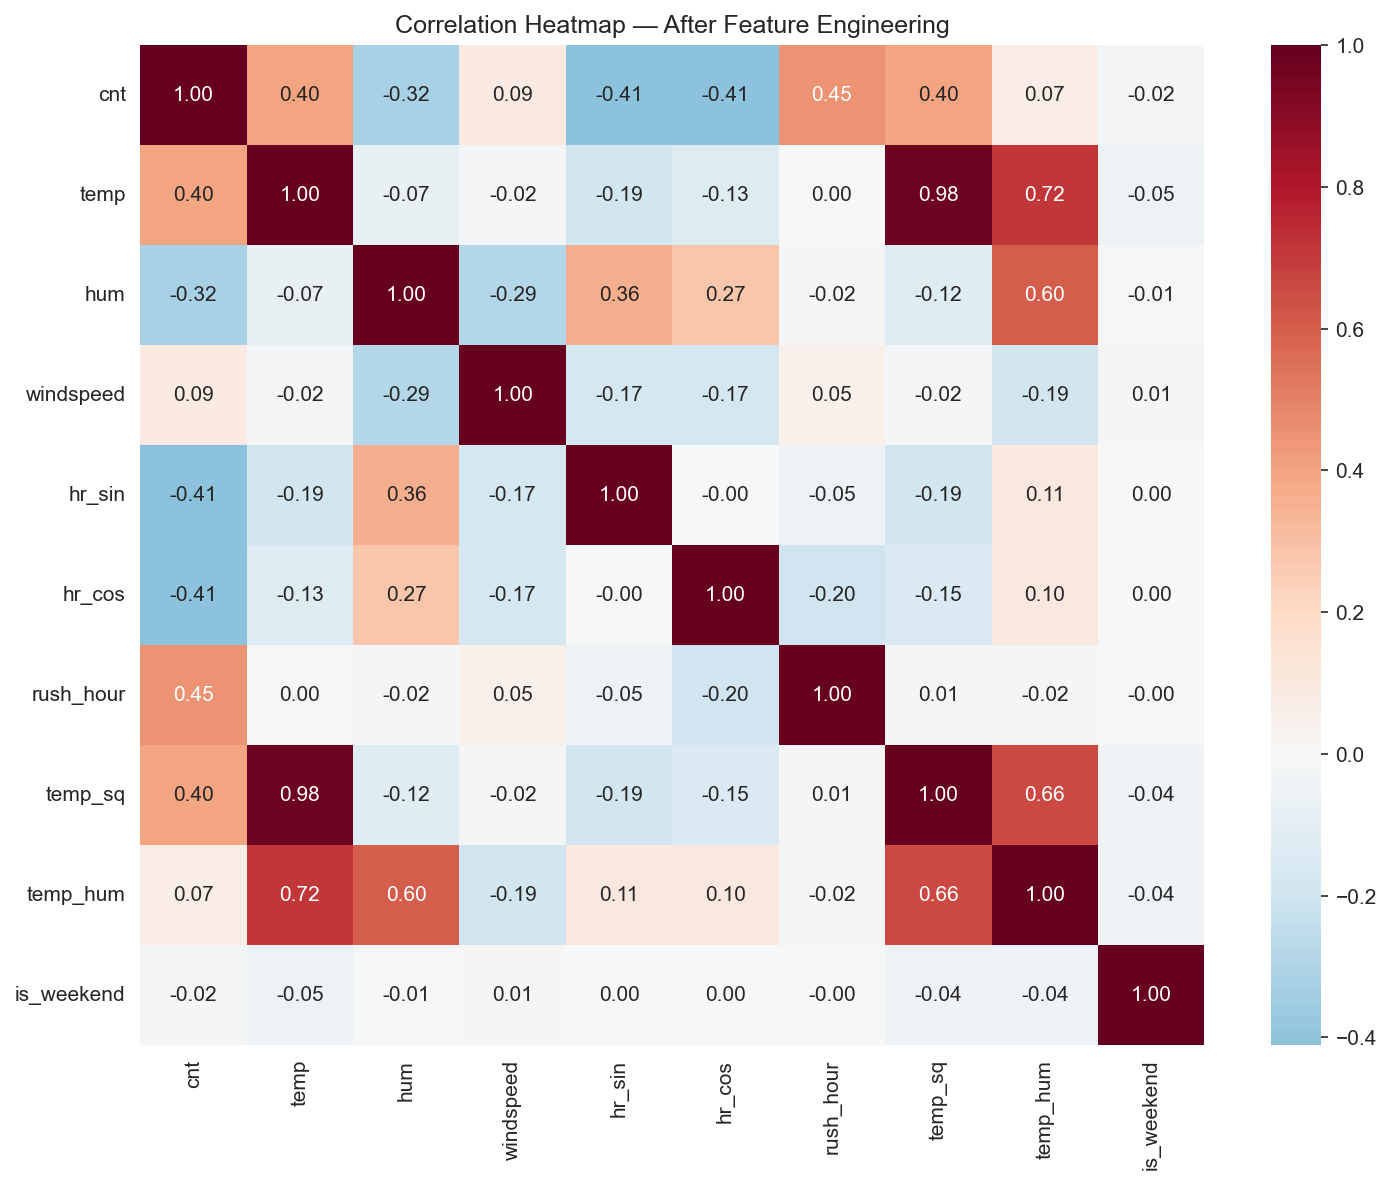 Correlation Heatmap — After Feature Engineering
cnt 1.00 0.40 -0.32 0.09 -0.41 -0.41 0.45 0.40 0.07 -0.02
temp 0.40 1.00 -0.07 -0.02 -0.19 -0.13 0.00 0.98 0.72 -0.05
hum -0.32 -0.07 1.00 -0.29 0.36 0.27 -0.02 -0.12 0.60 -0.01
windspeed 0.09 -0.02 -0.29 1.00 -0.17 -0.17 0.05 -0.02 -0.19 0.01
hr_sin -0.41 -0.19 0.36 -0.17 1.00 -0.00 -0.05 -0.19 0.11 0.00
hr_cos -0.41 -0.13 0.27 -0.17 -0.00 1.00 -0.20 -0.15 0.10 0.00
rush_hour 0.45 0.00 -0.02 0.05 -0.05 -0.20 1.00 0.01 -0.02 -0.00
temp_sq 0.40 0.98 -0.12 -0.02 -0.19 -0.15 0.01 1.00 0.66 -0.04
temp_hum 0.07 0.72 0.60 -0.19 0.11 0.10 -0.02 0.66 1.00 -0.04
is_weekend -0.02 -0.05 -0.01 0.01 0.00 0.00 -0.00 -0.04 -0.04 1.00
cnt temp hum windspeed hr_sin hr_cos rush_hour temp_sq temp_hum is_weekend
1.0
0.8
0.6
0.4
0.2
0.0
−0.2
−0.4